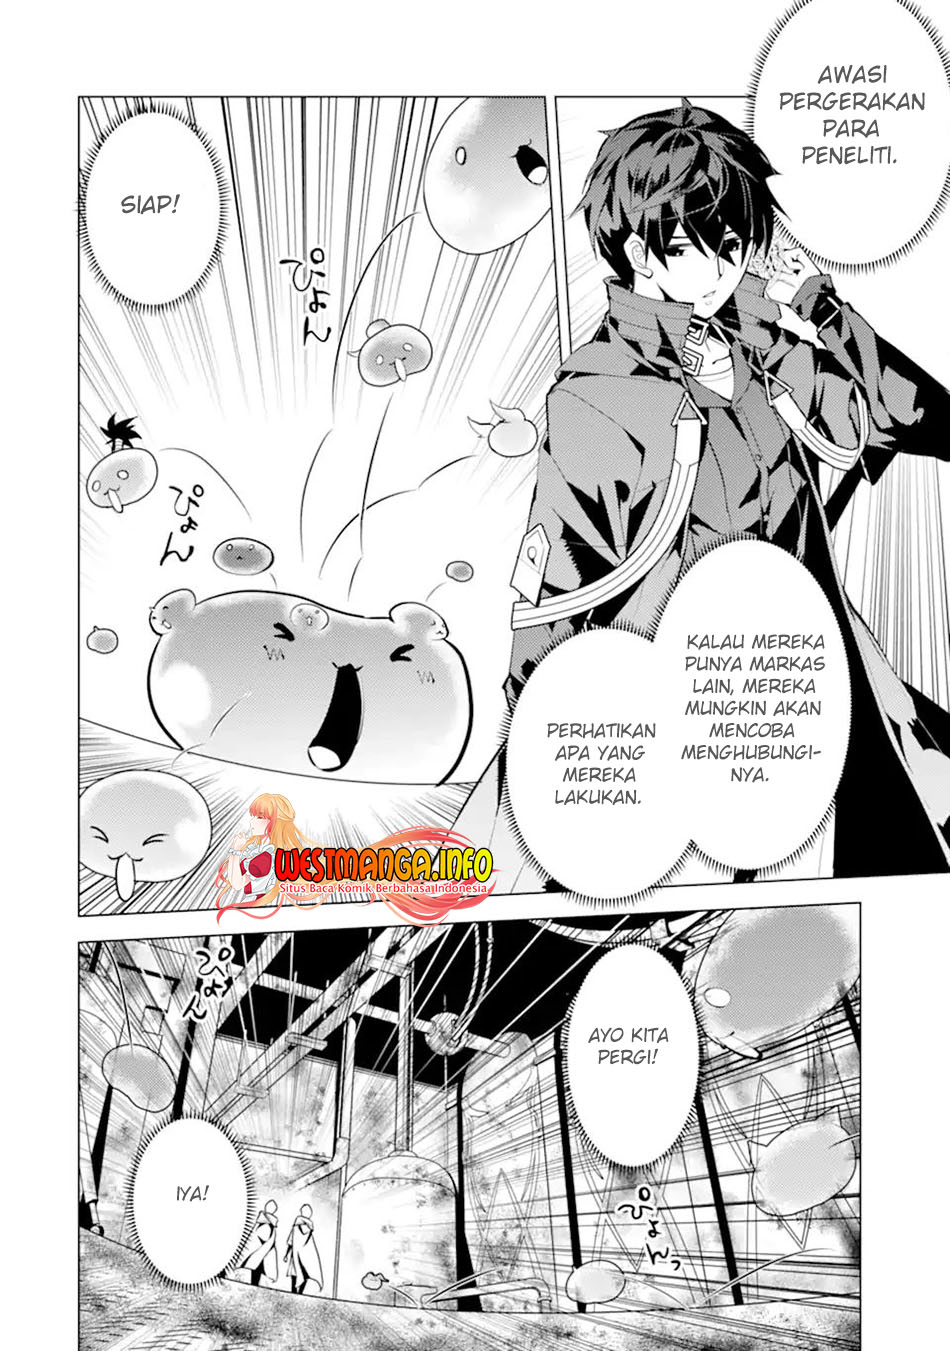 AWASI
PERGERAKAN
PARA
PENELITI.
KALAU MEREKA
PUNYA MARKAS
LAIN, MEREKA
MUNGKIN AKAN
MENCOBA
MENGHUBUNGI-
NYA.
PERHATIKAN
APA YANG
MEREKA
LAKUKAN.
SIAP!
ぴょん
ぴょん
WESTMANGA.INFO
Situs Baca Komik Berbahasa Indonesia
AYO KITA
PERGI!
ぴょん
IYA!
ぴょんっ